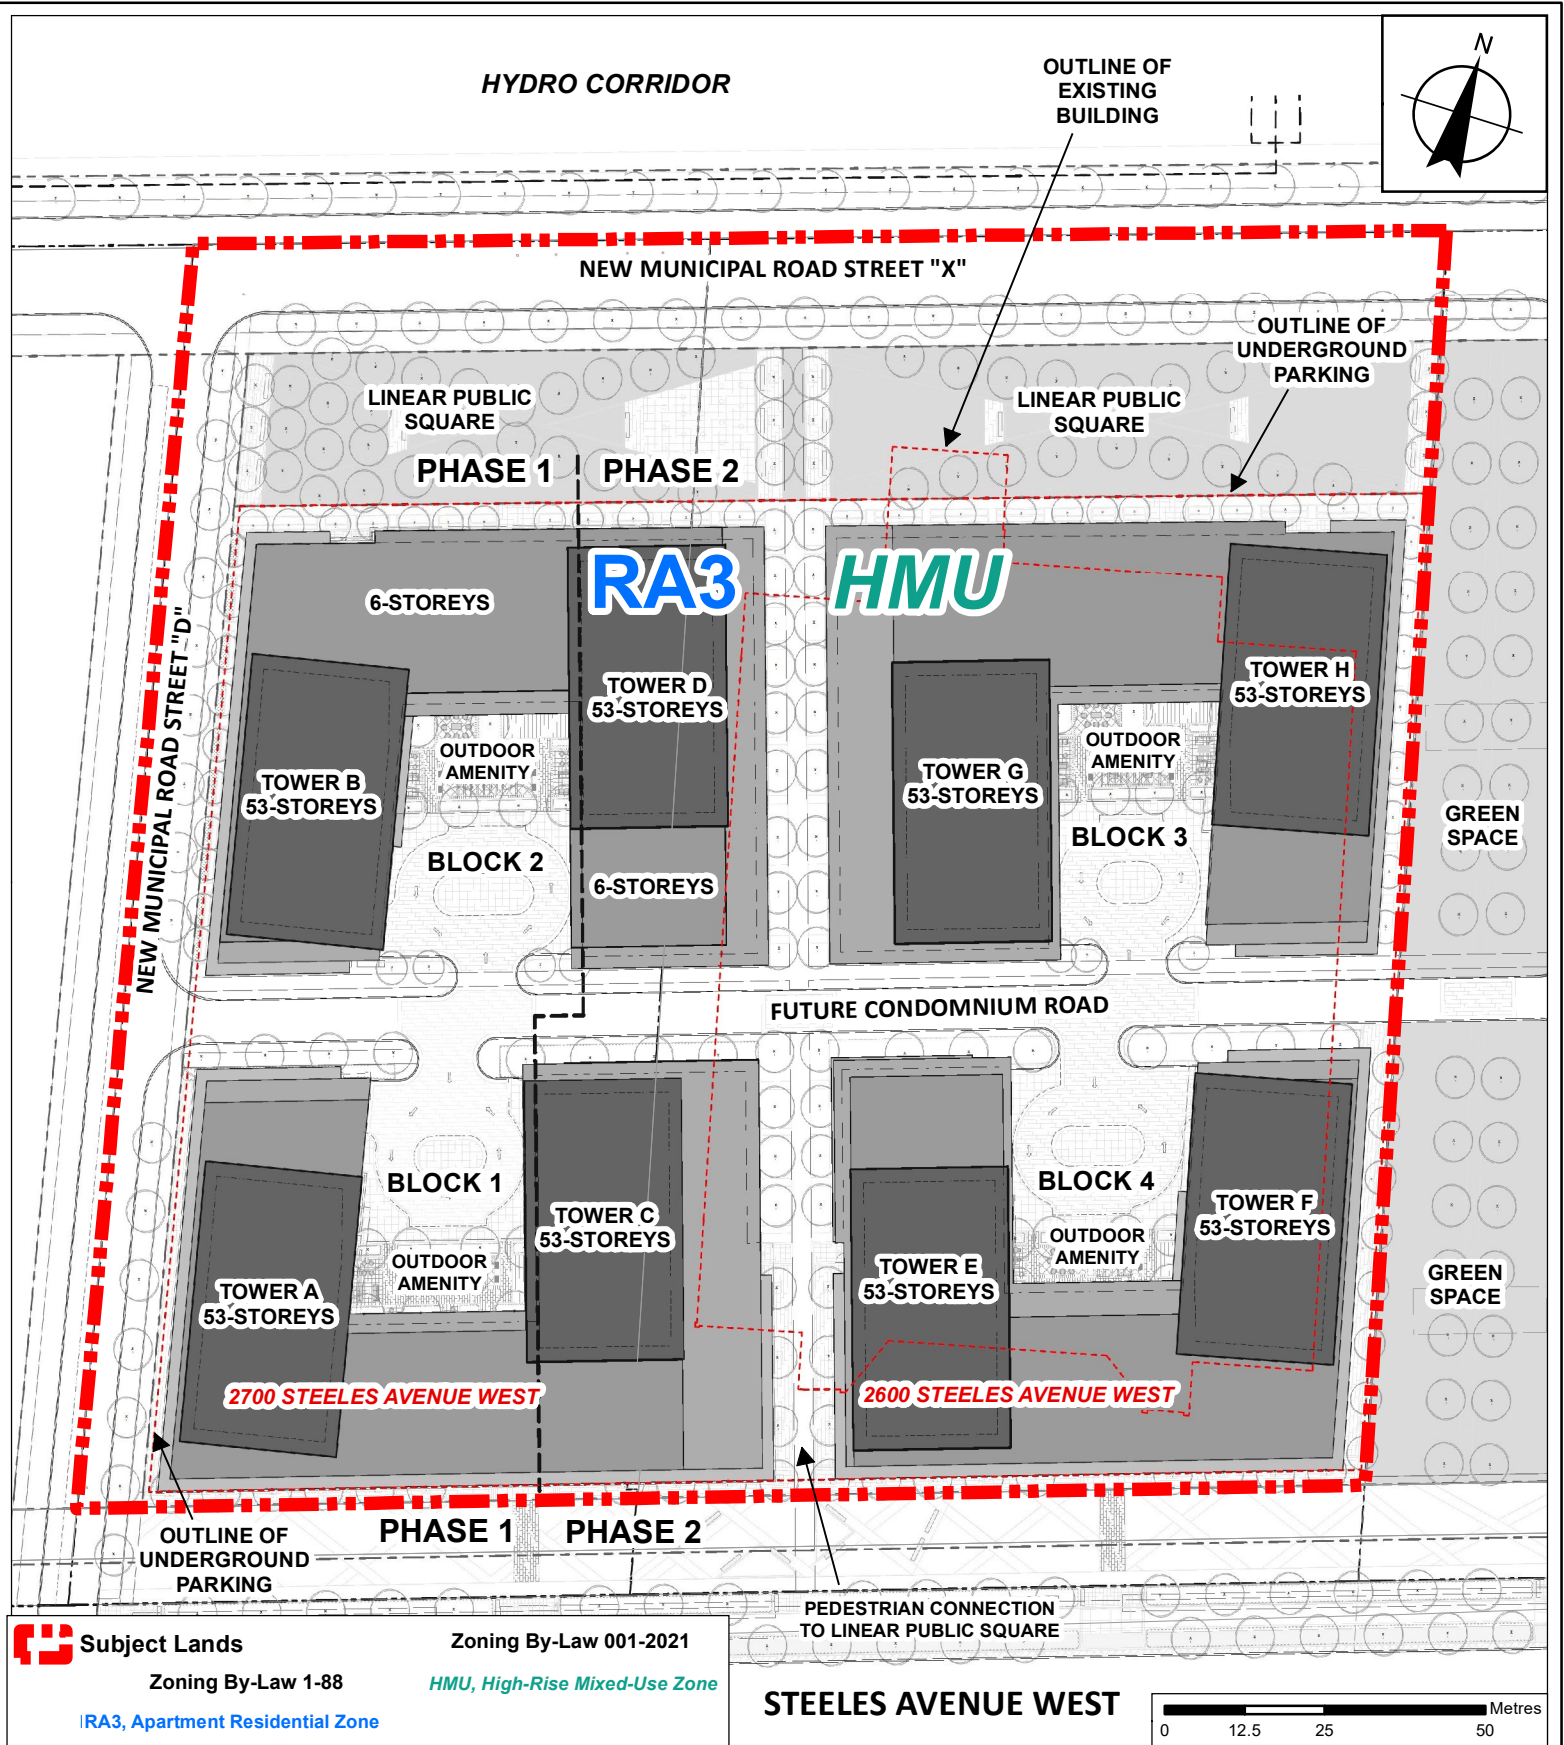 N
HYDRO CORRIDOR
OUTLINE OF
EXISTING
BUILDING
NEW MUNICIPAL ROAD STREET "X"
OUTLINE OF
UNDERGROUND
PARKING
LINEAR PUBLIC
SQUARE
LINEAR PUBLIC
SQUARE
PHASE 1
PHASE 2
RA3
HMU
6-STOREYS
NEW MUNICIPAL ROAD STREET "D"
TOWER D
53-STOREYS
TOWER H
53-STOREYS
OUTDOOR
AMENITY
OUTDOOR
AMENITY
TOWER B
53-STOREYS
TOWER G
53-STOREYS
GREEN
SPACE
BLOCK 2
BLOCK 3
6-STOREYS
FUTURE CONDOMNIUM ROAD
BLOCK 1
BLOCK 4
TOWER C
53-STOREYS
TOWER F
53-STOREYS
OUTDOOR
AMENITY
OUTDOOR
AMENITY
TOWER A
53-STOREYS
TOWER E
53-STOREYS
GREEN
SPACE
2700 STEELES AVENUE WEST
2600 STEELES AVENUE WEST
PHASE 1
PHASE 2
OUTLINE OF
UNDERGROUND
PARKING
PEDESTRIAN CONNECTION
TO LINEAR PUBLIC SQUARE
Subject Lands
Zoning By-Law 1-88
RA3, Apartment Residential Zone
Zoning By-Law 001-2021
HMU, High-Rise Mixed-Use Zone
STEELES AVENUE WEST
Metres
0 12.5 25 50